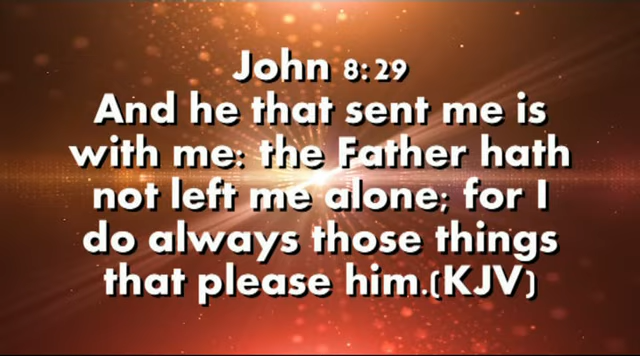 John 8:29
And he that sent me is
with me: the Father hath
not left me alone; for I
do always those things
that please him.(KJV)